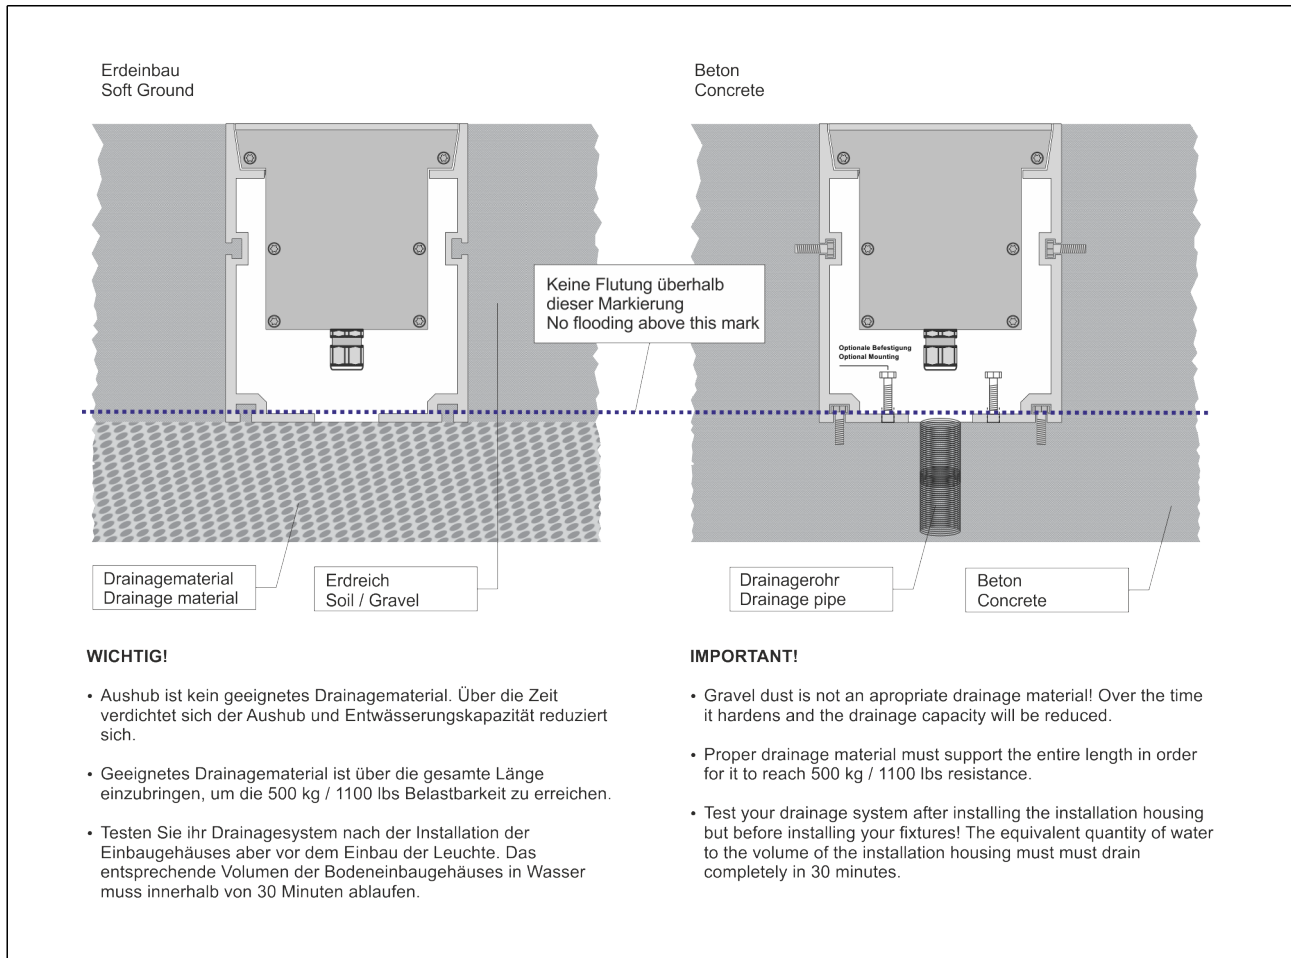 Erdeinbau
Soft Ground
Beton
Concrete
Keine Flutung überhalb
dieser Markierung
No flooding above this mark
Optionale Befestigung
Optional Mounting
Drainagematerial
Drainage material
Erdreich
Soil / Gravel
Drainagerohr
Drainage pipe
Beton
Concrete
WICHTIG!
• Aushub ist kein geeignetes Drainagematerial. Über die Zeit
verdichtet sich der Aushub und Entwässerungskapazität reduziert
sich.
• Geeignetes Drainagematerial ist über die gesamte Länge
einzubringen, um die 500 kg / 1100 lbs Belastbarkeit zu erreichen.
• Testen Sie ihr Drainagesystem nach der Installation der
Einbaugehäuses aber vor dem Einbau der Leuchte. Das
entsprechende Volumen der Bodeneinbaugehäuses in Wasser
muss innerhalb von 30 Minuten ablaufen.
IMPORTANT!
• Gravel dust is not an apropriate drainage material! Over the time
it hardens and the drainage capacity will be reduced.
• Proper drainage material must support the entire length in order
for it to reach 500 kg / 1100 lbs resistance.
• Test your drainage system after installing the installation housing
but before installing your fixtures! The equivalent quantity of water
to the volume of the installation housing must must drain
completely in 30 minutes.